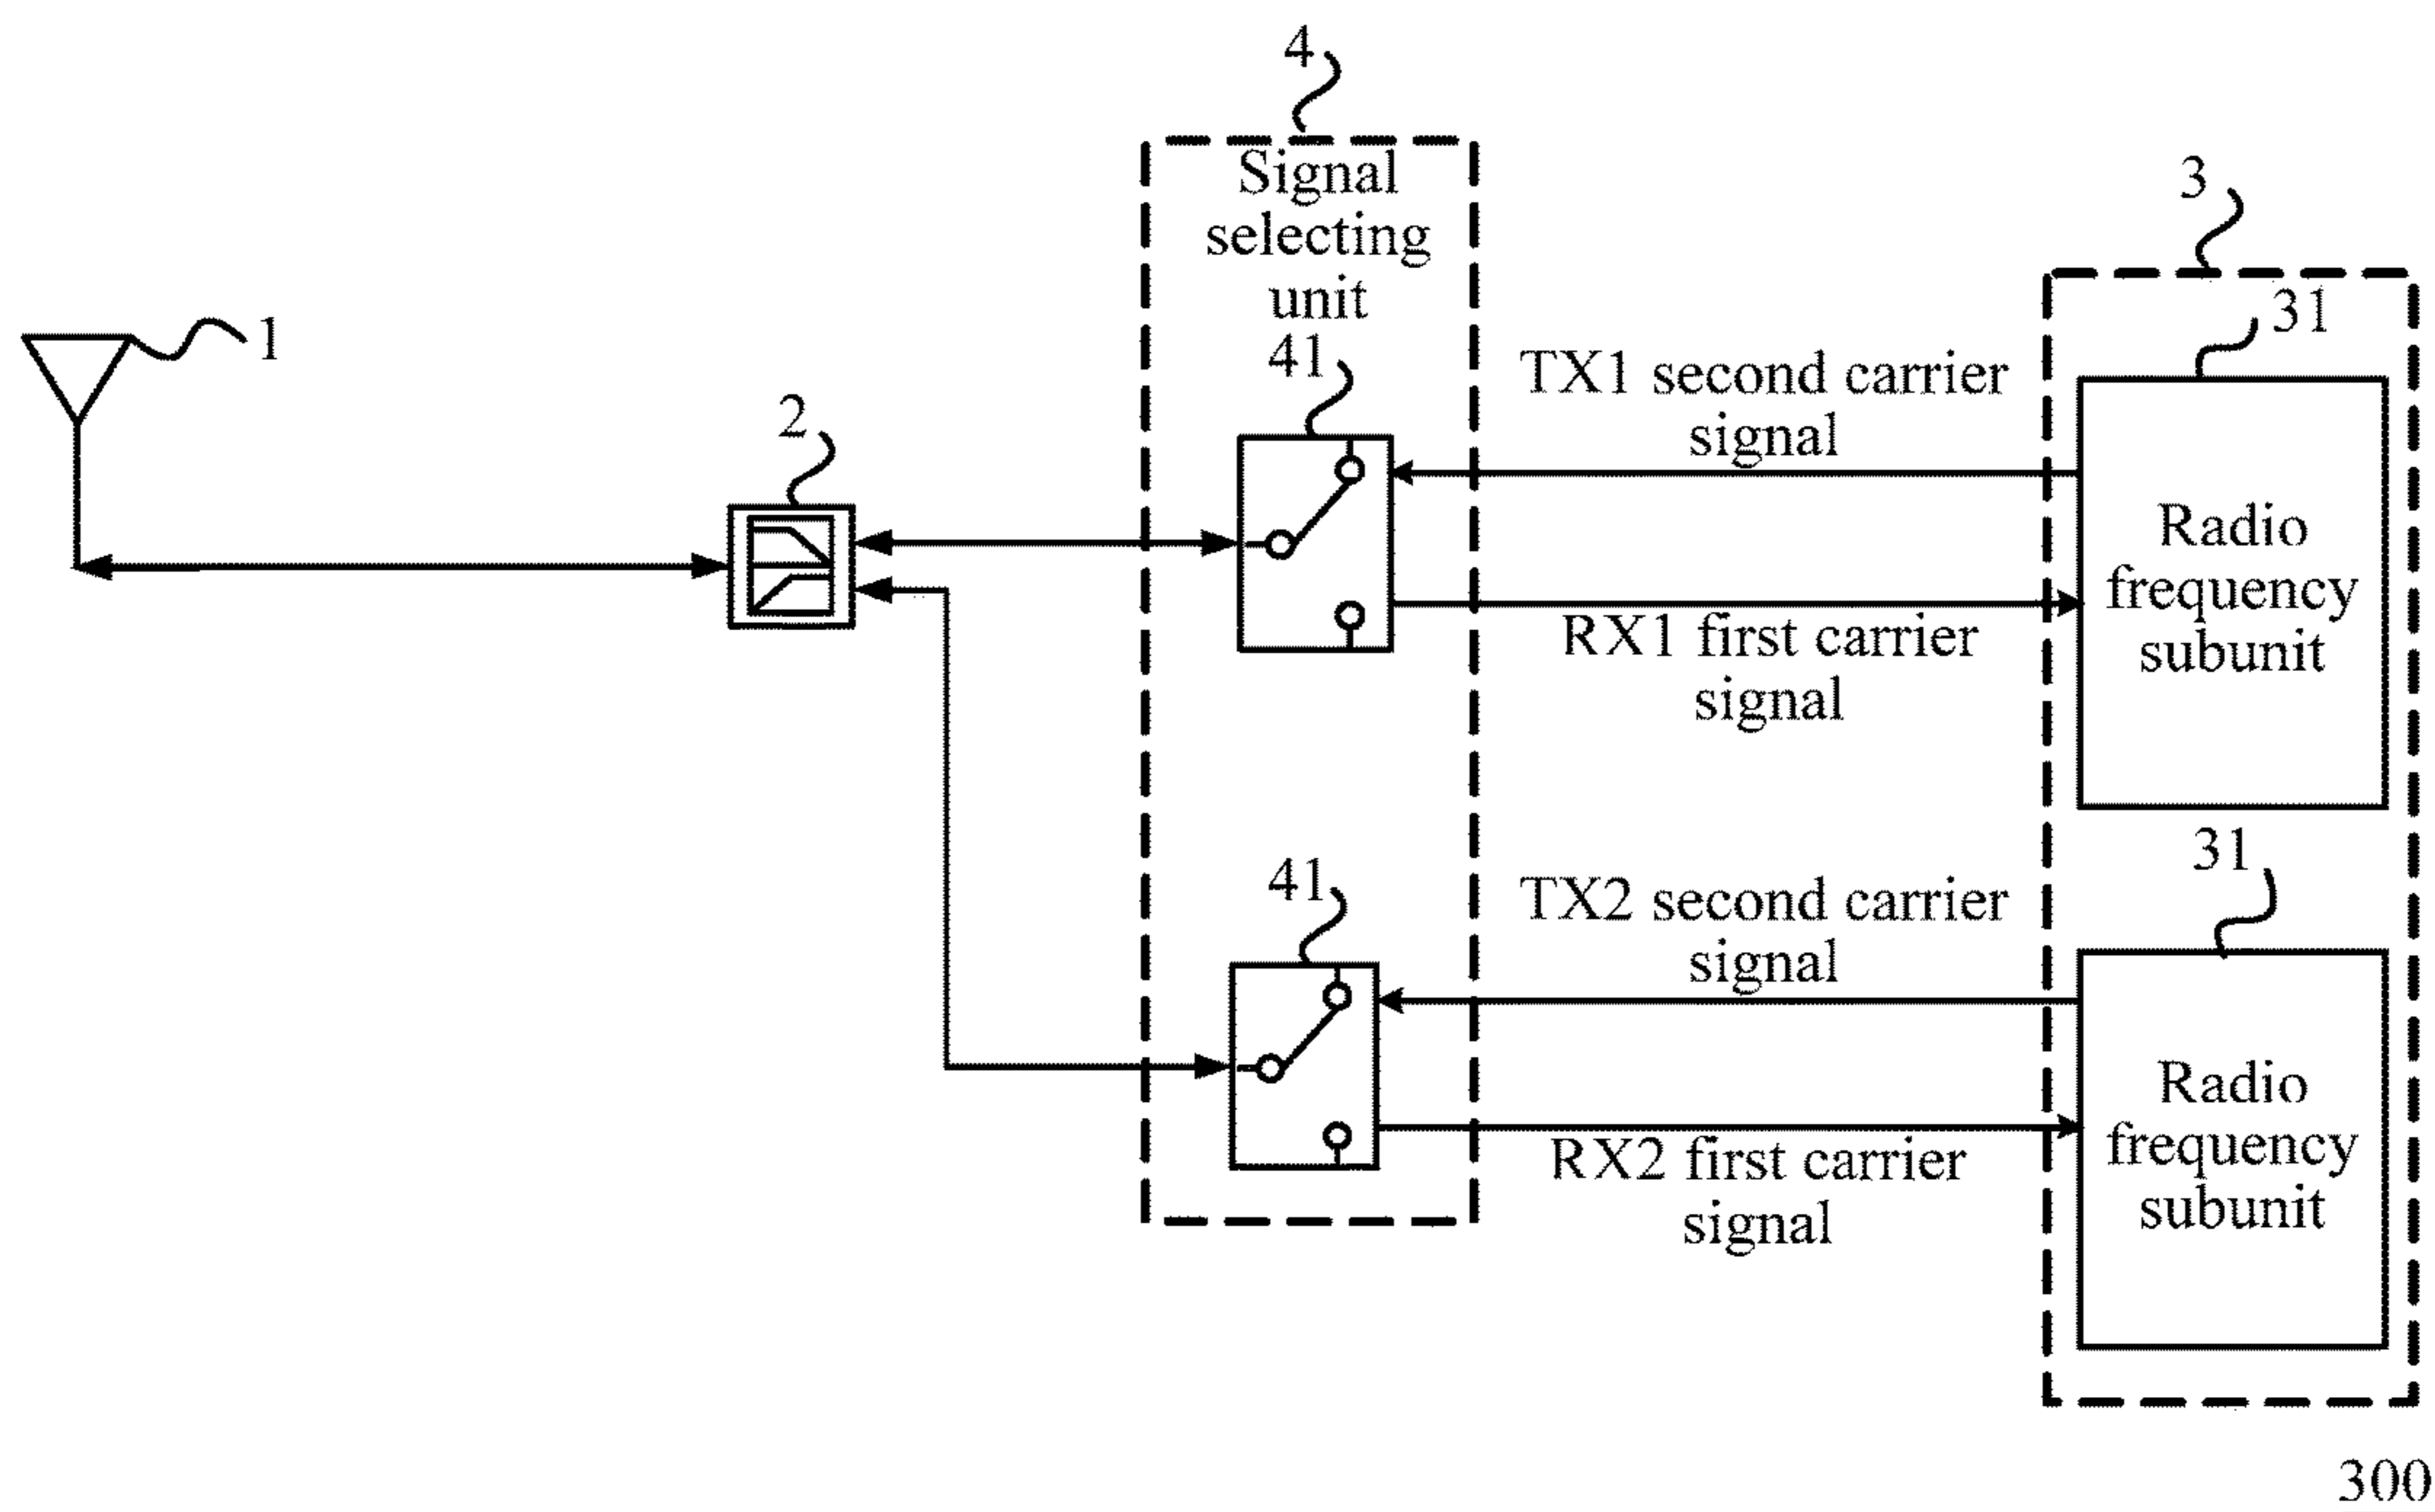 4
Signal
selecting
unit
3
31
1
41
TX1 second carrier
signal
2
Radio
frequency
subunit
RX1 first carrier
signal
31
41
TX2 second carrier
signal
Radio
frequency
subunit
RX2 first carrier
signal
300